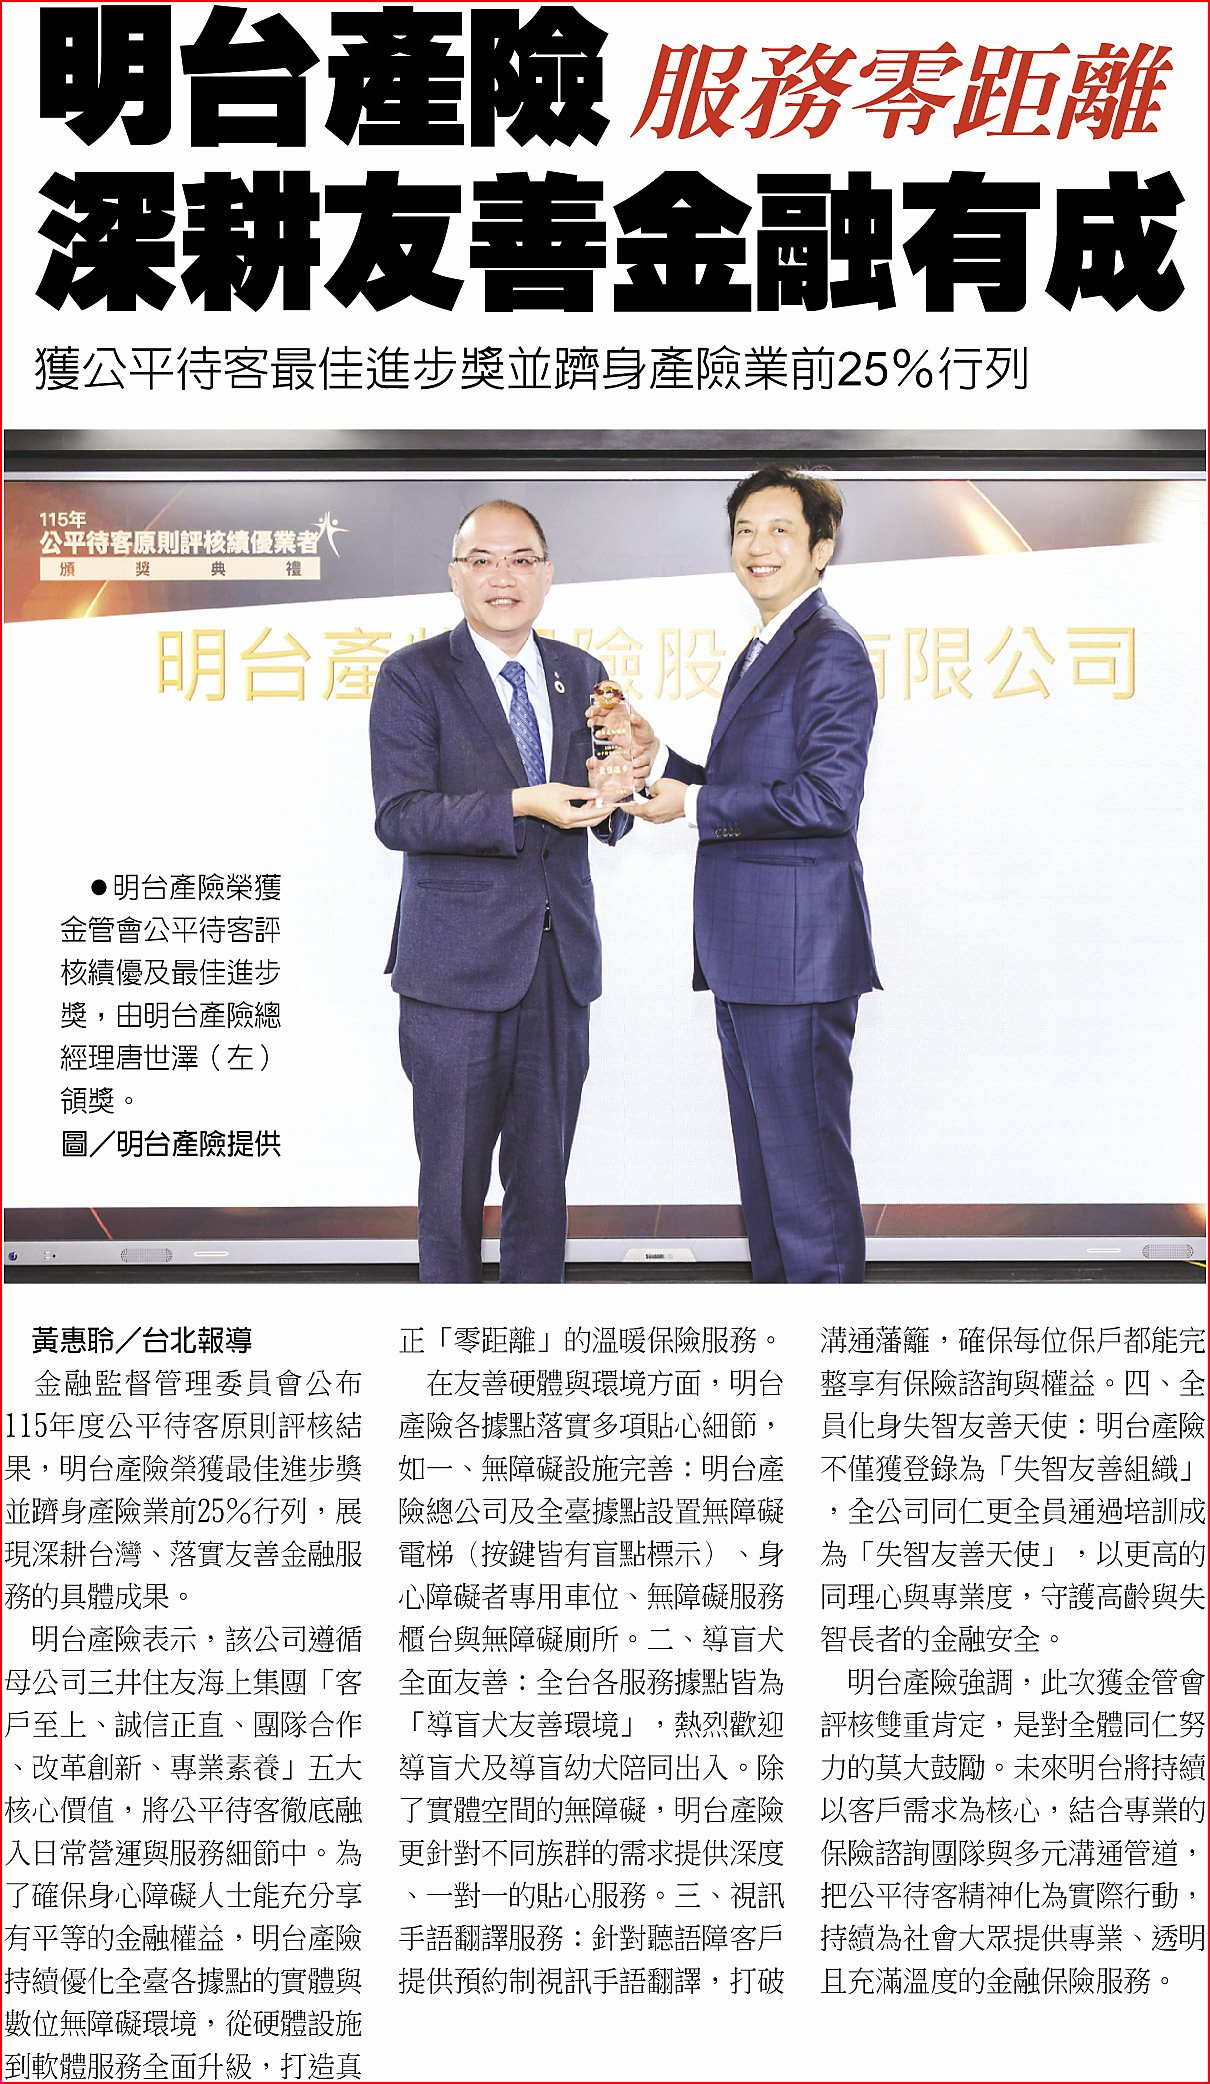 明台產險 服務零距離
深耕友善金融有成
獲公平待客最佳進步獎並躋身產險業前25%行列
115年
公平待客原則評核績優業者
頒獎典禮
明台產 險股 有限公司
●明台產險榮獲
金管會公平待客評
核績優及最佳進步
獎，由明台產險總
經理唐世澤（左）
領獎。
圖／明台產險提供
黃惠聆／台北報導
金融監督管理委員會公布
115年度公平待客原則評核結
果，明台產險榮獲最佳進步獎
並躋身產險業前25%行列，展
現深耕台灣、落實友善金融服
務的具體成果。
明台產險表示，該公司遵循
母公司三井住友海上集團「客
戶至上、誠信正直、團隊合作
、改革創新、專業素養」五大
核心價值，將公平待客徹底融
入日常營運與服務細節中。為
了確保身心障礙人士能充分享
有平等的金融權益，明台產險
持續優化全臺各據點的實體與
數位無障礙環境，從硬體設施
到軟體服務全面升級，打造真
正「零距離」的溫暖保險服務。
在友善硬體與環境方面，明台
產險各據點落實多項貼心細節，
如一、無障礙設施完善：明台產
險總公司及全臺據點設置無障礙
電梯（按鍵皆有盲點標示）、身
心障礙者專用車位、無障礙服務
櫃台與無障礙廁所。二、導盲犬
全面友善：全台各服務據點皆為
「導盲犬友善環境」，熱烈歡迎
導盲犬及導盲幼犬陪同出入。除
了實體空間的無障礙，明台產險
更針對不同族群的需求提供深度
、一對一的貼心服務。三、視訊
手語翻譯服務：針對聽語障客戶
提供預約制視訊手語翻譯，打破
溝通藩籬，確保每位保戶都能完
整享有保險諮詢與權益。四、全
員化身失智友善天使：明台產險
不僅獲登錄為「失智友善組織」
，全公司同仁更全員通過培訓成
為「失智友善天使」，以更高的
同理心與專業度，守護高齡與失
智長者的金融安全。
明台產險強調，此次獲金管會
評核雙重肯定，是對全體同仁努
力的莫大鼓勵。未來明台將持續
以客戶需求為核心，結合專業的
保險諮詢團隊與多元溝通管道，
把公平待客精神化為實際行動，
持續為社會大眾提供專業、透明
且充滿溫度的金融保險服務。